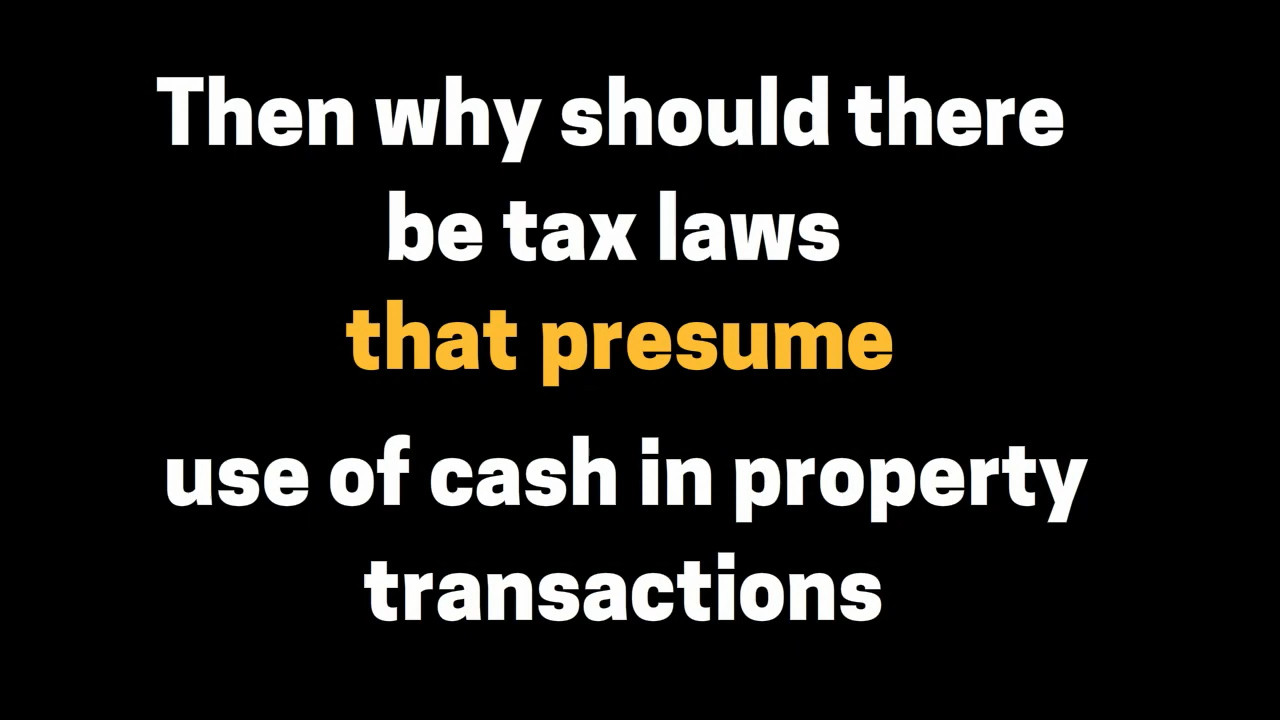 Then why should there
be tax laws
that presume
use of cash in property
transactions